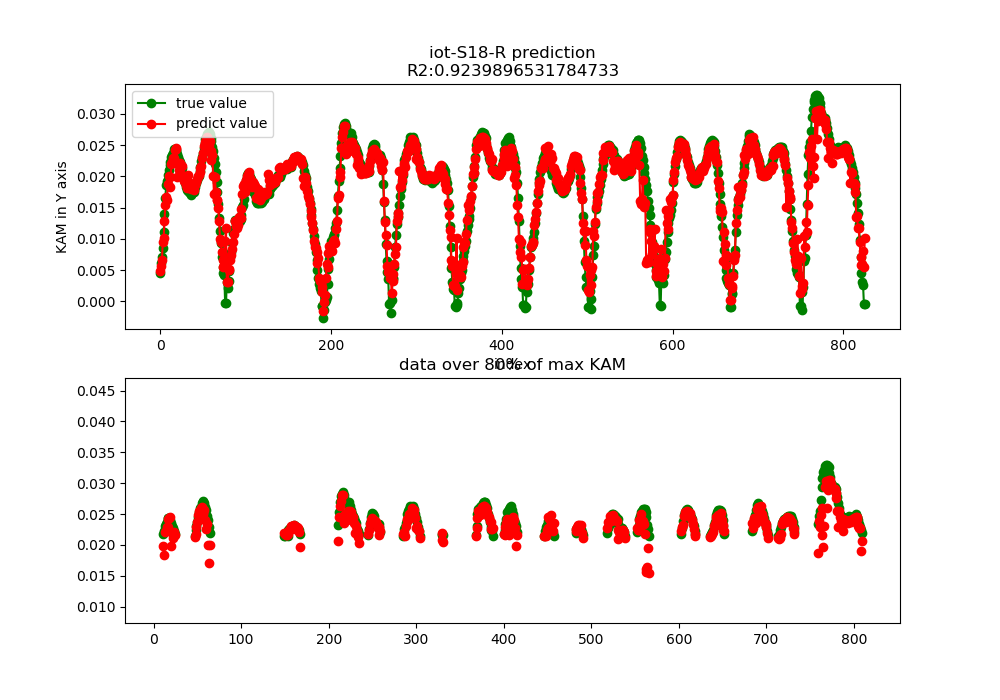 iot-S18-R prediction
R2:0.9239896531784733
true value
predict value
KAM in Y axis
0.030
0.025
0.020
0.015
0.010
0.005
0.000
0 200 400 600 800
index
data over 80% of max KAM
0.045
0.040
0.035
0.030
0.025
0.020
0.015
0.010
0 100 200 300 400 500 600 700 800